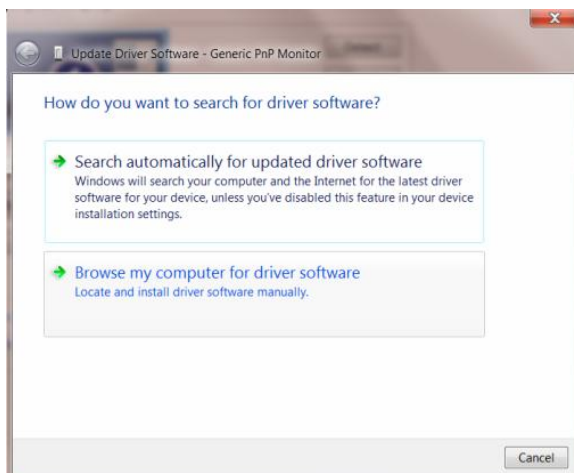 Update Driver Software - Generic PnP Monitor
How do you want to search for driver software?
Search automatically for updated driver software
Windows will search your computer and the Internet for the latest driver
software for your device, unless you've disabled this feature in your device
installation settings.
Browse my computer for driver software
Locate and install driver software manually.
Cancel